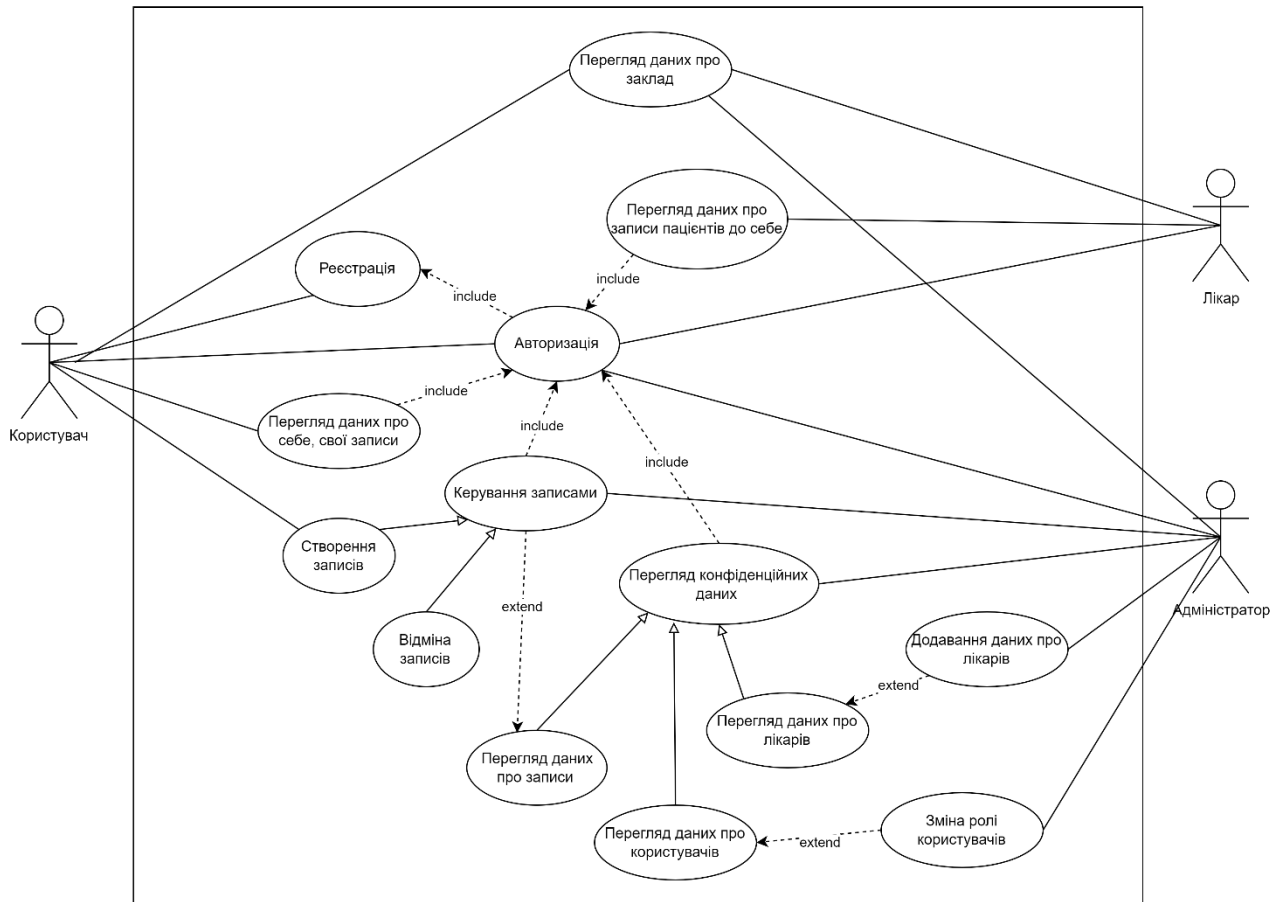 Перегляд даних про
заклад
Перегляд даних про
записи пацієнтів до себе
Реєстрація
include
include
Лікар
Авторизація
include
Перегляд даних про
себе, свої записи
Користувач
include
include
Керування записами
Створення
записів
Перегляд конфіденційних
даних
Адміністратор
extend
Відміна
записів
Додавання даних про
лікарів
extend
Перегляд даних про
лікарів
Перегляд даних
про записи
Перегляд даних про
користувачів
extend
Зміна ролі
користувачів